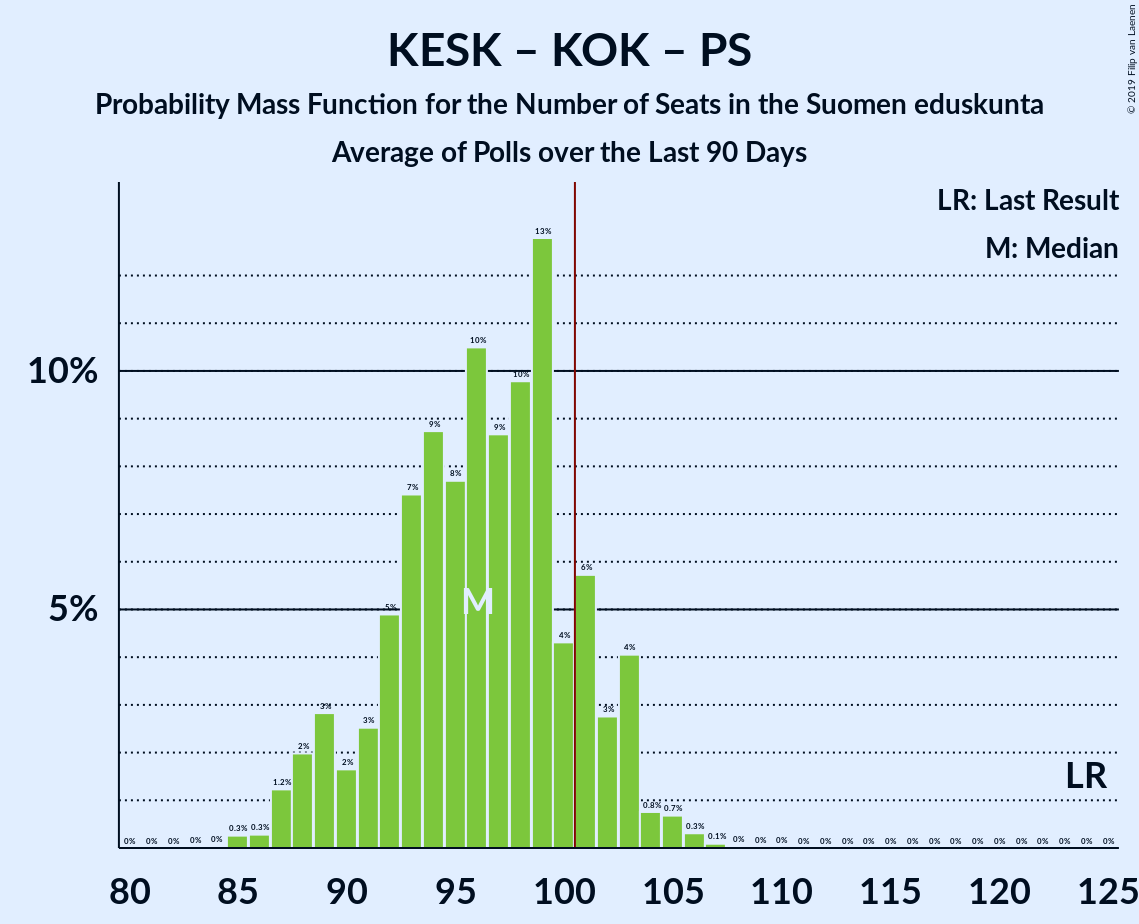 KESK – KOK – PS
Probability Mass Function for the Number of Seats in the Suomen eduskunta
Average of Polls over the Last 90 Days
© 2019 Filip van Laenen
LR: Last Result
M: Median
10%
5%
0% 0% 0% 0% 0% 0.3% 0.3% 1.2% 2% 3% 2% 3% 5% 7% 9% 8% 10% 9% 10% 13% 4% 6% 3% 4% 0.8% 0.7% 0.3% 0.1% 0% 0% 0% 0% 0% 0% 0% 0% 0% 0% 0% 0% 0% 0% 0% 0% 0% 0%
M
LR
80 85 90 95 100 105 110 115 120 125